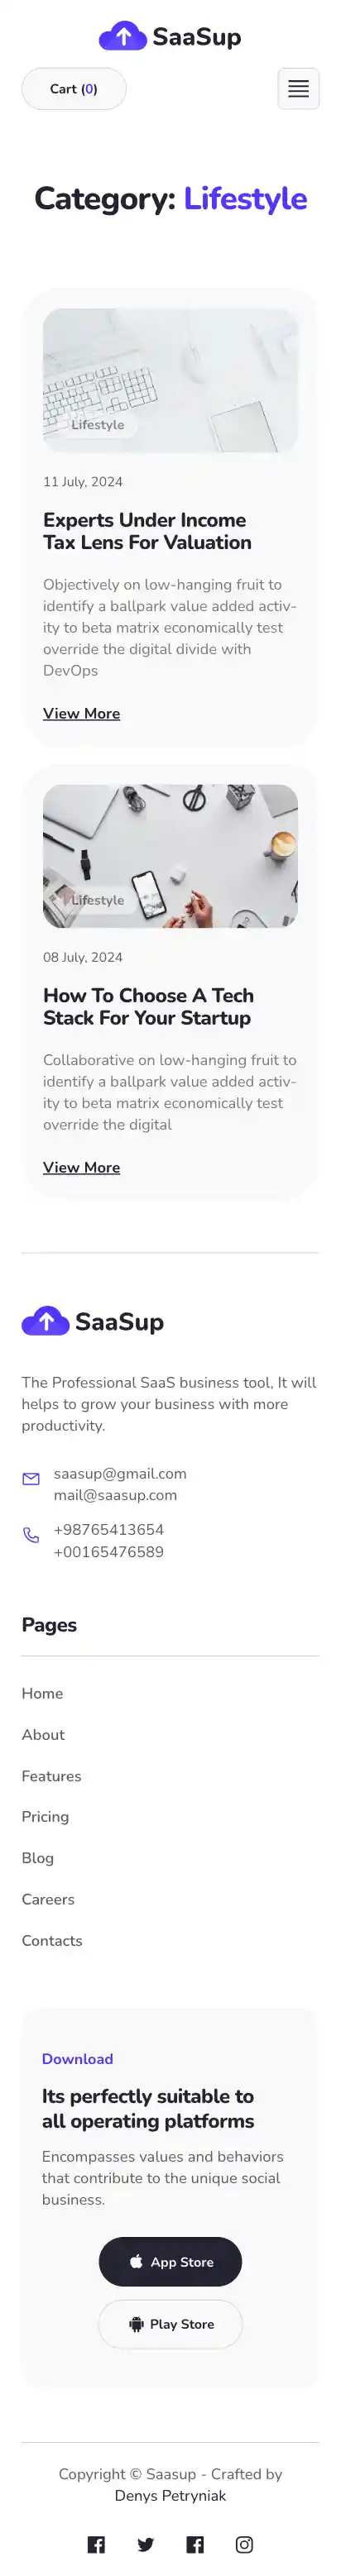 SaaSup
Cart (0)
Category: Lifestyle
Lifestyle
11 July, 2024
Experts Under Income
Tax Lens For Valuation
Objectively on low-hanging fruit to
identify a ballpark value added activ-
ity to beta matrix economically test
override the digital divide with
DevOps
View More
Lifestyle
08 July, 2024
How To Choose A Tech
Stack For Your Startup
Collaborative on low-hanging fruit to
identify a ballpark value added activ-
ity to beta matrix economically test
override the digital
View More
SaaSup
The Professional SaaS business tool, It will
helps to grow your business with more
productivity.
saasup@gmail.com
mail@saasup.com
+98765413654
+00165476589
Pages
Home
About
Features
Pricing
Blog
Careers
Contacts
Download
Its perfectly suitable to
all operating platforms
Encompasses values and behaviors
that contribute to the unique social
business.
App Store
Play Store
Copyright © Saasup - Crafted by
Denys Petryniak